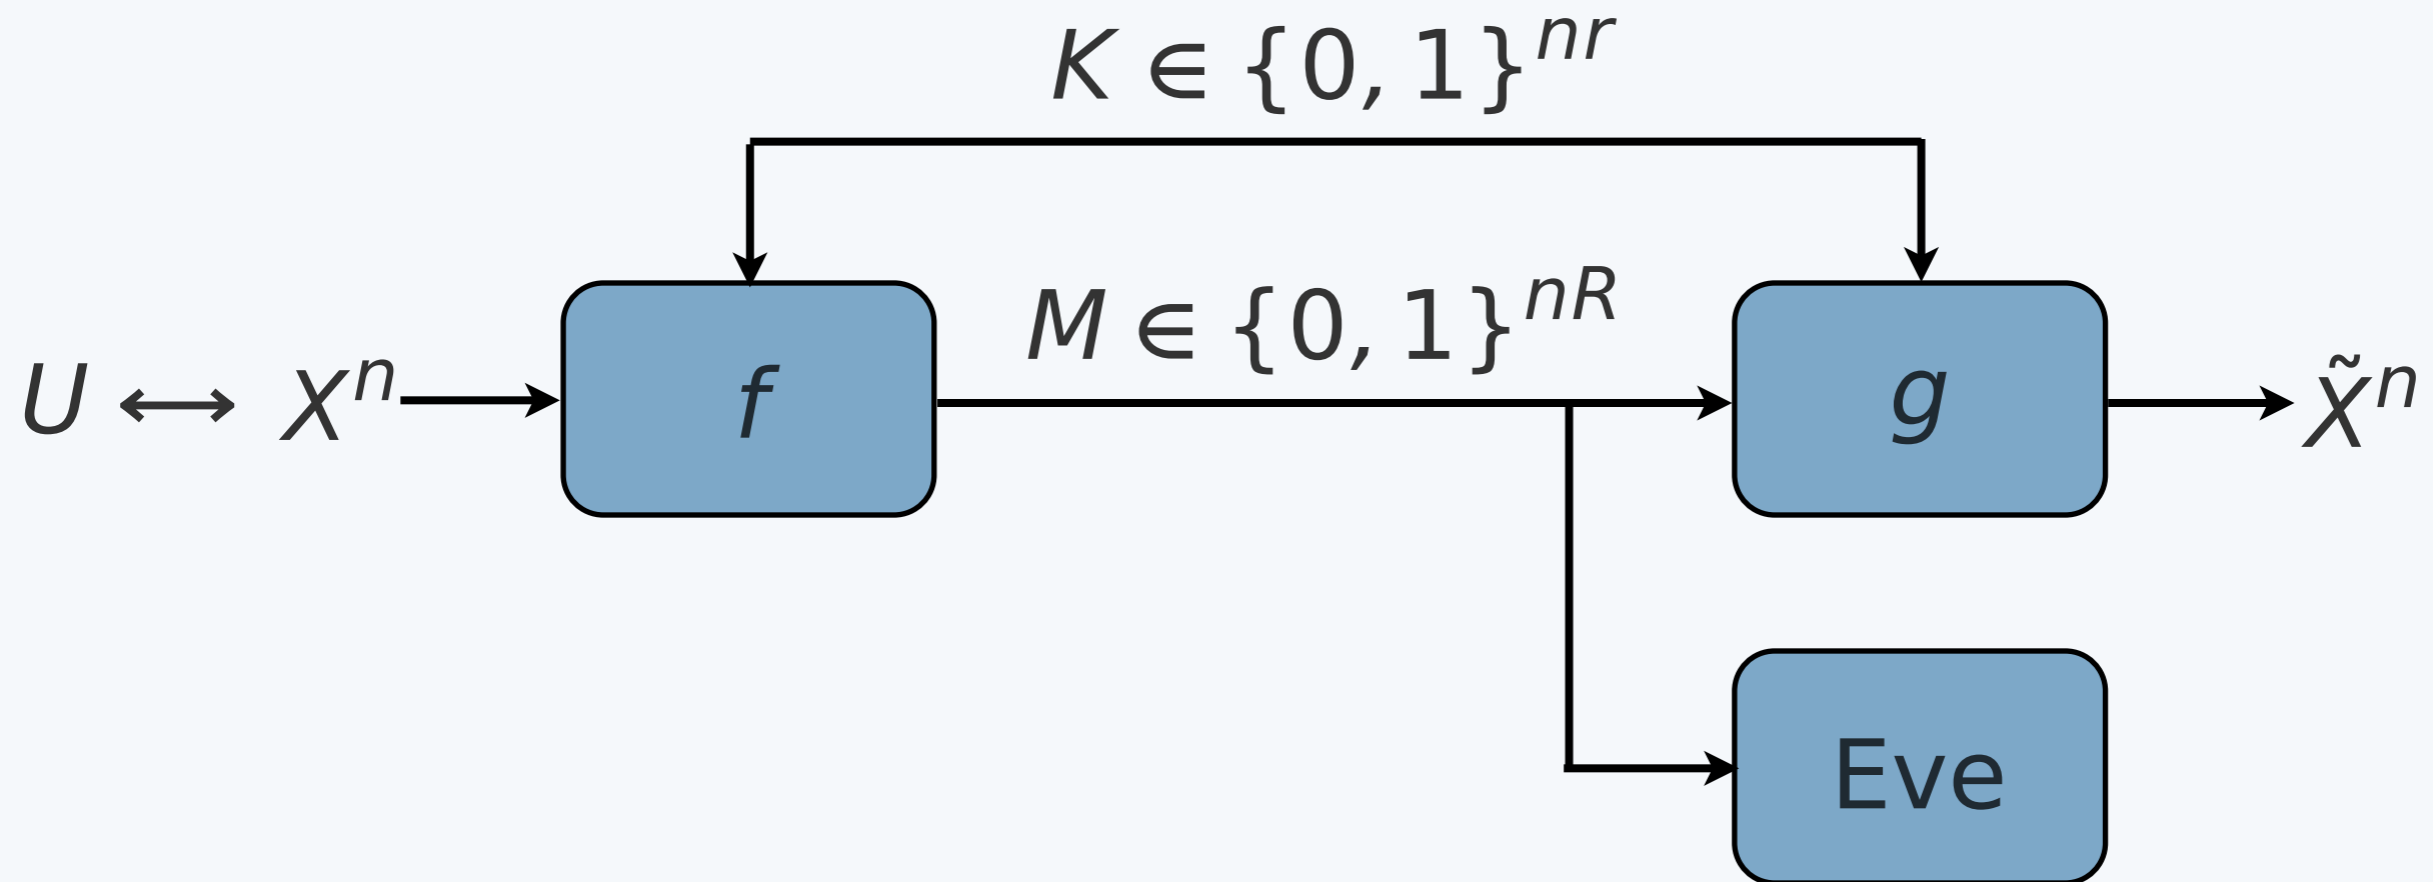 K ∈ {0, 1}^{nr}
M ∈ {0, 1}^{nR}
U ⟷ X^n
f
g
X̃^n
Eve